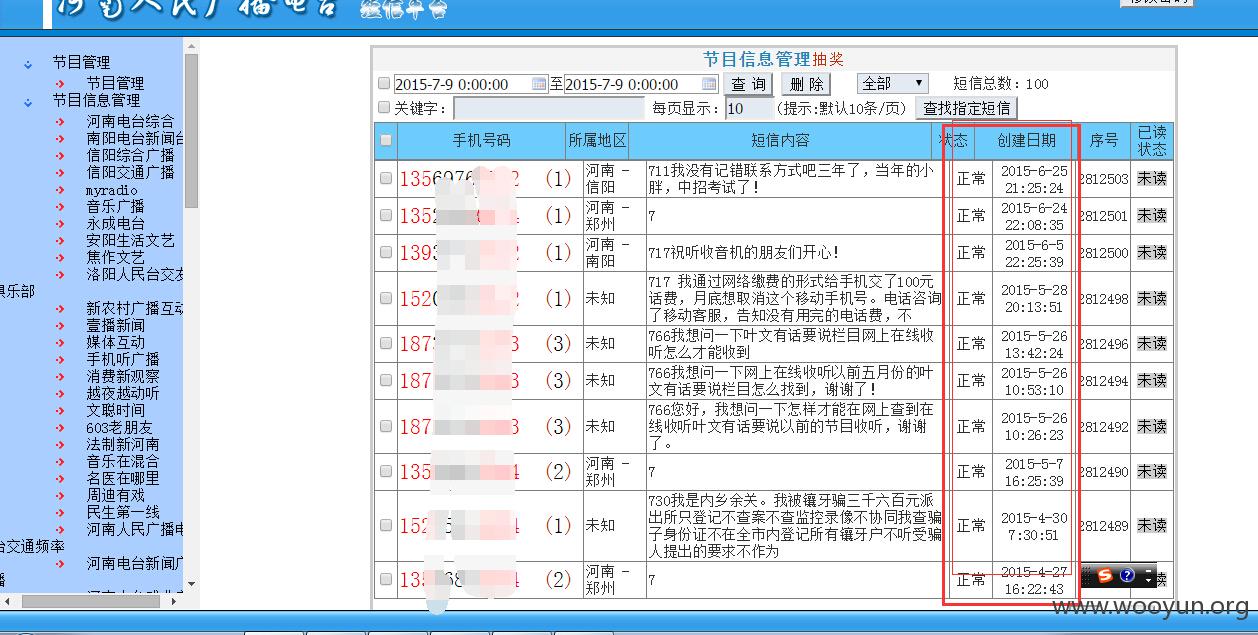 河南人民广播电台 短信平台
修改密码
节目管理
节目管理
节目信息管理
河南电台综合
南阳电台新闻台
信阳综合广播
信阳交通广播
myradio
音乐广播
永成电台
安阳生活文艺
焦作文艺
洛阳人民台交友
俱乐部
新农村广播互动
壹播新闻
媒体互动
手机听广播
消费新观察
越夜越动听
文聪时间
603老朋友
法制新河南
音乐在混合
名医在哪里
周迪有戏
民生第一线
河南人民广播电
台交通频率
河南电台新闻广
播
节目信息管理抽奖
2015-7-9 0:00:00 至 2015-7-9 0:00:00 查 询 删 除 全部 短信总数：100
关键字： 每页显示： 10 (提示:默认10条/页) 查找指定短信
手机号码 所属地区 短信内容 状态 创建日期 序号 已读
状态
(1) 河南 -
信阳 711我没有记错联系方式吧三年了，当年的小
胖，中招考试了！ 正常 2015-6-25
21:25:24 2812503 未读
(1) 河南 -
郑州 7 正常 2015-6-24
22:08:35 2812501 未读
(1) 河南 -
南阳 717祝听收音机的朋友们开心！ 正常 2015-6-5
22:25:39 2812500 未读
(1) 未知 717 我通过网络缴费的形式给手机交了100元
话费，月底想取消这个移动手机号。电话咨询
了移动客服，告知没有用完的电话费，不 正常 2015-5-28
20:13:51 2812498 未读
(3) 未知 766我想问一下叶文有话要说栏目网上在线收
听怎么才能收到 正常 2015-5-26
13:42:24 2812496 未读
(3) 未知 766我想问一下网上在线收听以前五月份的叶
文有话要说栏目怎么找到，谢谢了！ 正常 2015-5-26
10:53:10 2812494 未读
(3) 未知 766您好，我想问一下怎样才能在网上查到在
线收听叶文有话要说以前的节目收听，谢谢
了。 正常 2015-5-26
10:26:23 2812492 未读
(2) 河南 -
郑州 7 正常 2015-5-7
16:25:39 2812490 未读
(1) 未知 730我是内乡余关。我被镶牙骗三千六百元派
出所只登记不查案不查监控录像不协同我查骗
子身份证不在全市内登记所有镶牙户不听受骗
人提出的要求不作为 正常 2015-4-30
7:30:51 2812489 未读
(2) 河南 -
郑州 7 正常 2015-4-27
16:22:43
www.wooyun.org